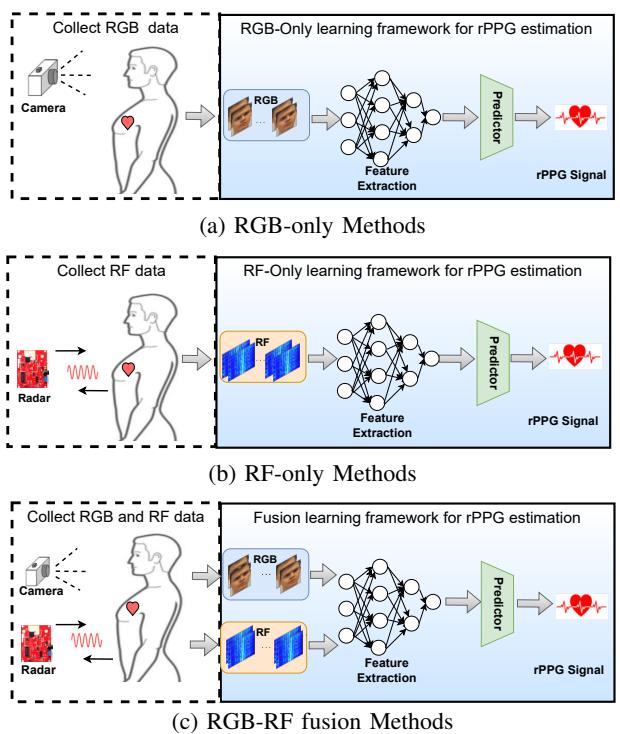 Collect RGB data
RGB-Only learning framework for rPPG estimation
Camera
RGB
...
Predictor
Feature
Extraction
rPPG Signal
(a) RGB-only Methods
Collect RF data
RF-Only learning framework for rPPG estimation
RF
...
Radar
Predictor
Feature
Extraction
rPPG Signal
(b) RF-only Methods
Collect RGB and RF data
Fusion learning framework for rPPG estimation
Camera
RGB
...
Radar
RF
...
Predictor
Feature
Extraction
rPPG Signal
(c) RGB-RF fusion Methods